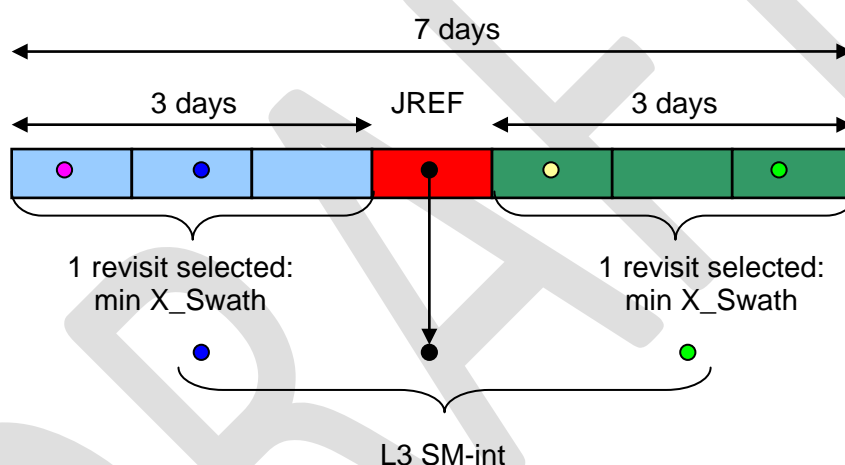 7 days
3 days
JREF
3 days
1 revisit selected:
min X_Swath
1 revisit selected:
min X_Swath
L3 SM-int